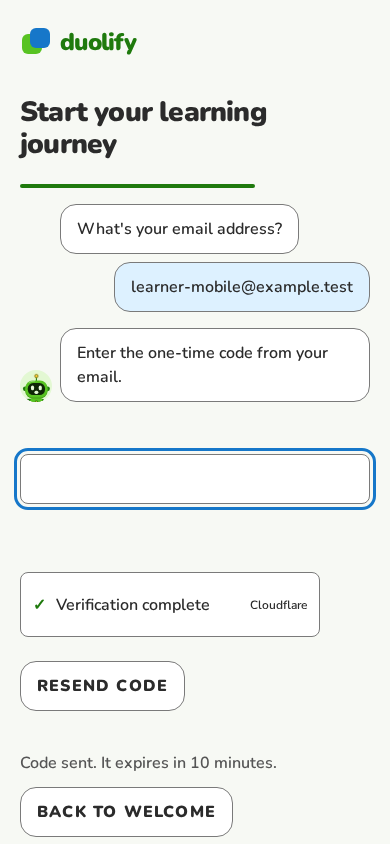 duolify
Start your learning
journey
What's your email address?
learner-mobile@example.test
Enter the one-time code from your
email.
✓ Verification complete Cloudflare
RESEND CODE
Code sent. It expires in 10 minutes.
BACK TO WELCOME